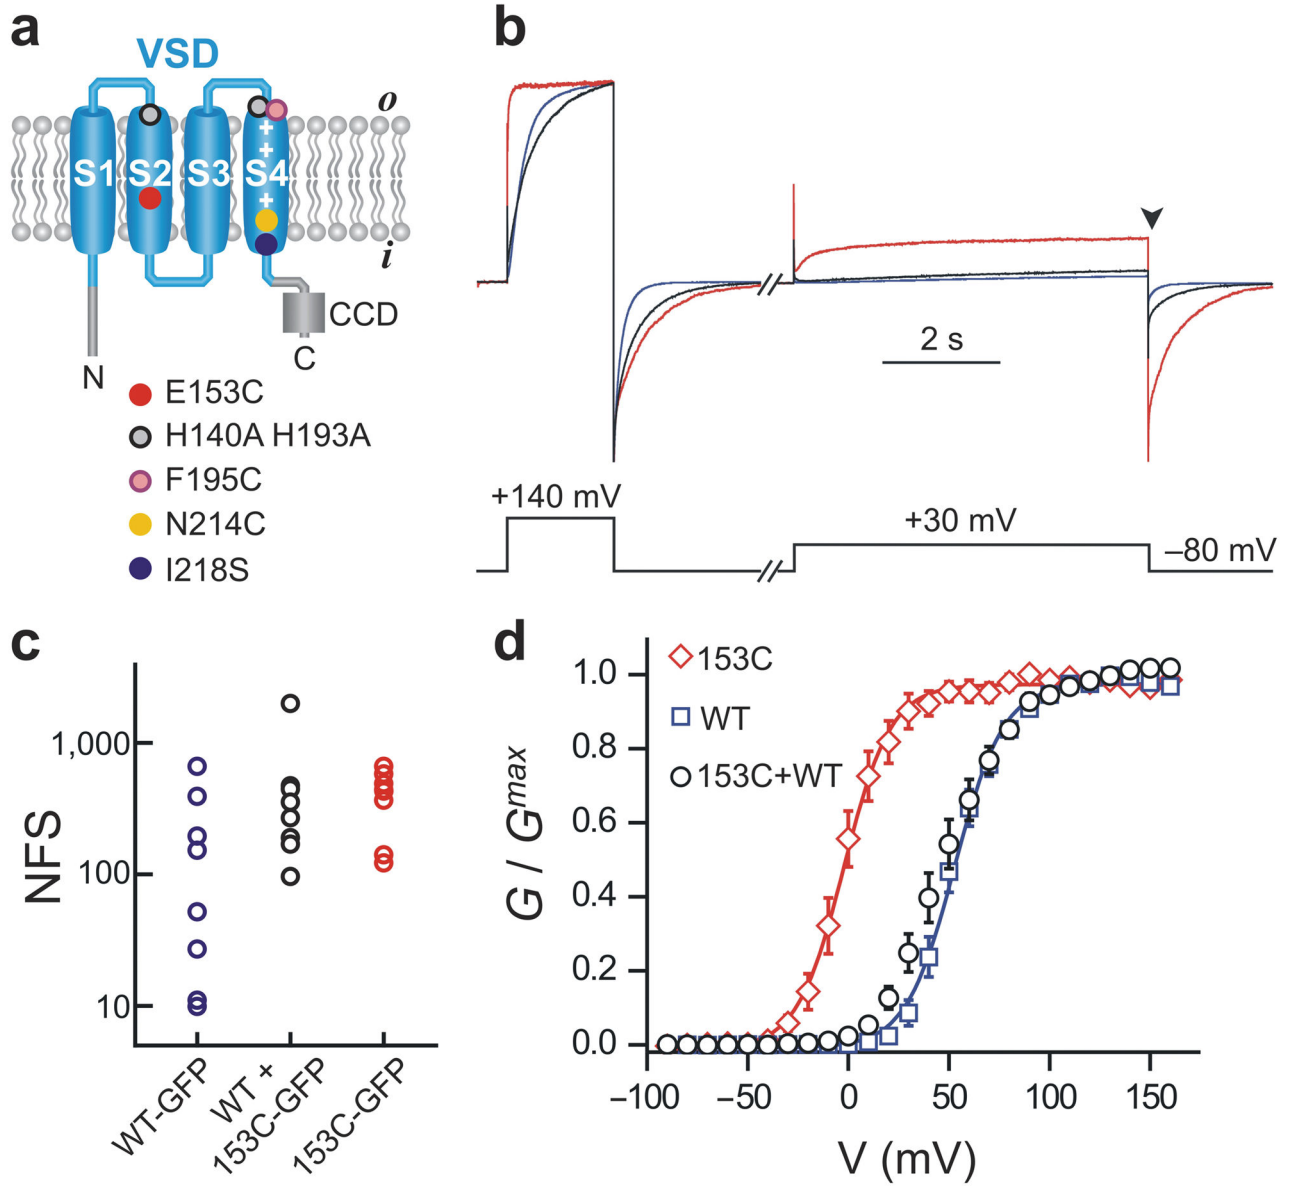 a
VSD
o
S1 S2 S3 S4
+
+
+
i
CCD
N
C
E153C
H140A H193A
F195C
N214C
I218S
b
2 s
+140 mV
+30 mV
–80 mV
c
NFS
1,000
100
10
WT-GFP
WT +
153C-GFP
153C-GFP
d
G / Gmax
1.0
0.8
0.6
0.4
0.2
0.0
153C
WT
153C+WT
–100 –50 0 50 100 150
V (mV)